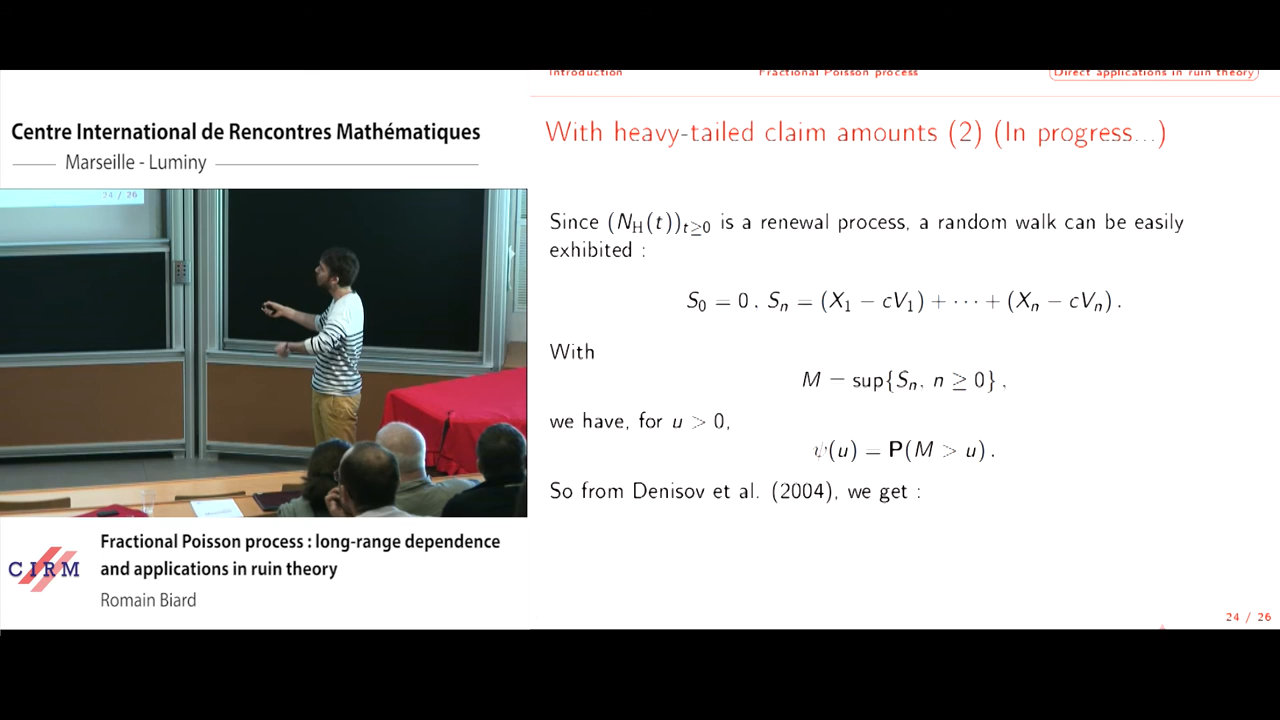 Centre International de Rencontres Mathématiques
Marseille - Luminy
24 / 26
Fractional Poisson process : long-range dependence
and applications in ruin theory
Romain Biard
CIRM
Introduction Fractional Poisson process Direct applications in ruin theory
With heavy-tailed claim amounts (2) (In progress...)
Since (N_H(t))_{t≥0} is a renewal process, a random walk can be easily
exhibited :
S_0 = 0, S_n = (X_1 − cV_1) + ··· + (X_n − cV_n).
With
M = sup{S_n, n ≥ 0},
we have, for u > 0,
ψ(u) = P(M > u).
So from Denisov et al. (2004), we get :
24 / 26